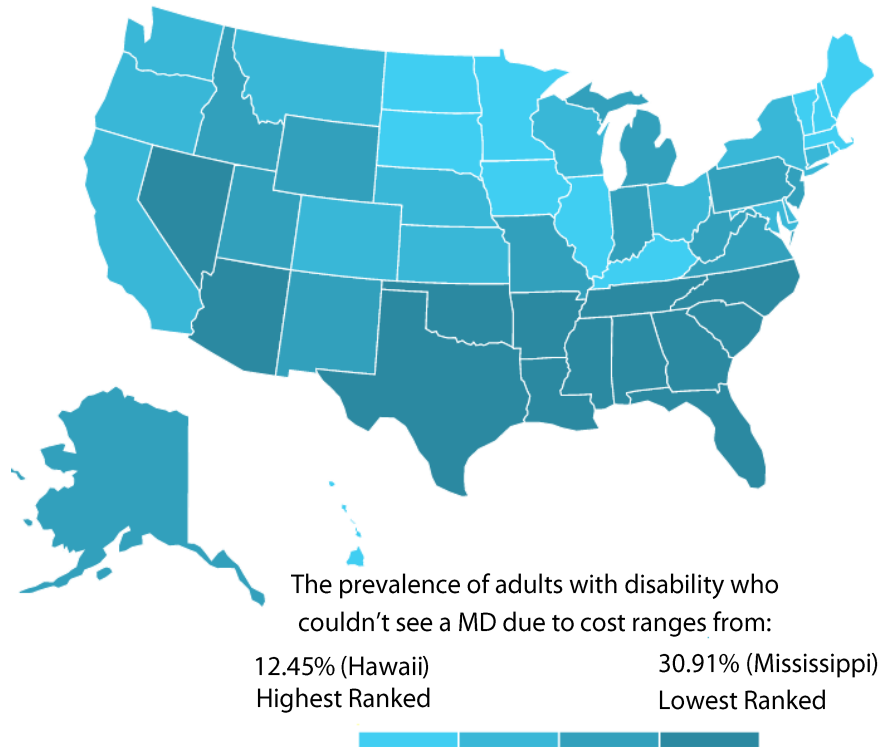 The prevalence of adults with disability who
couldn’t see a MD due to cost ranges from:
12.45% (Hawaii)
Highest Ranked
30.91% (Mississippi)
Lowest Ranked